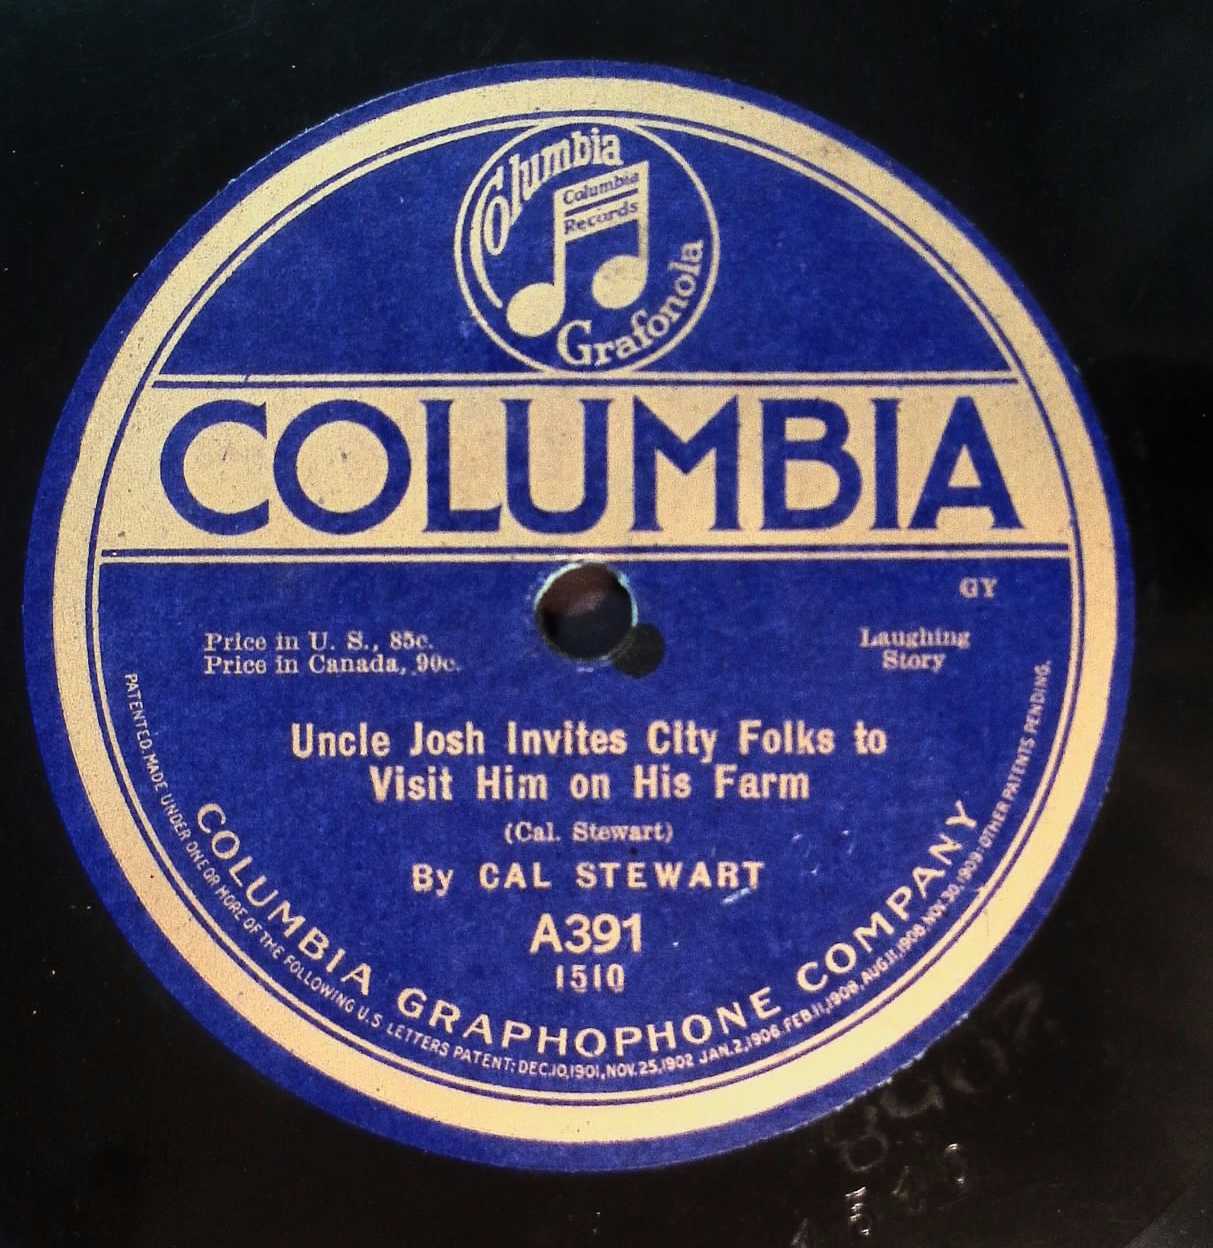 Columbia
Columbia
Records
Grafonola
COLUMBIA
GY
Price in U. S., 85c.
Price in Canada, 90c.
Laughing
Story
Uncle Josh Invites City Folks to
Visit Him on His Farm
(Cal. Stewart)
By CAL STEWART
A391
1510
COLUMBIA GRAPHOPHONE COMPANY
PATENTED. MADE UNDER ONE OR MORE OF THE FOLLOWING U.S. LETTERS PATENT: DEC.10,1901, NOV.25,1902 JAN.2,1906. FEB.11,1908, AUG.11,1908, NOV.30,1909. OTHER PATENTS PENDING.